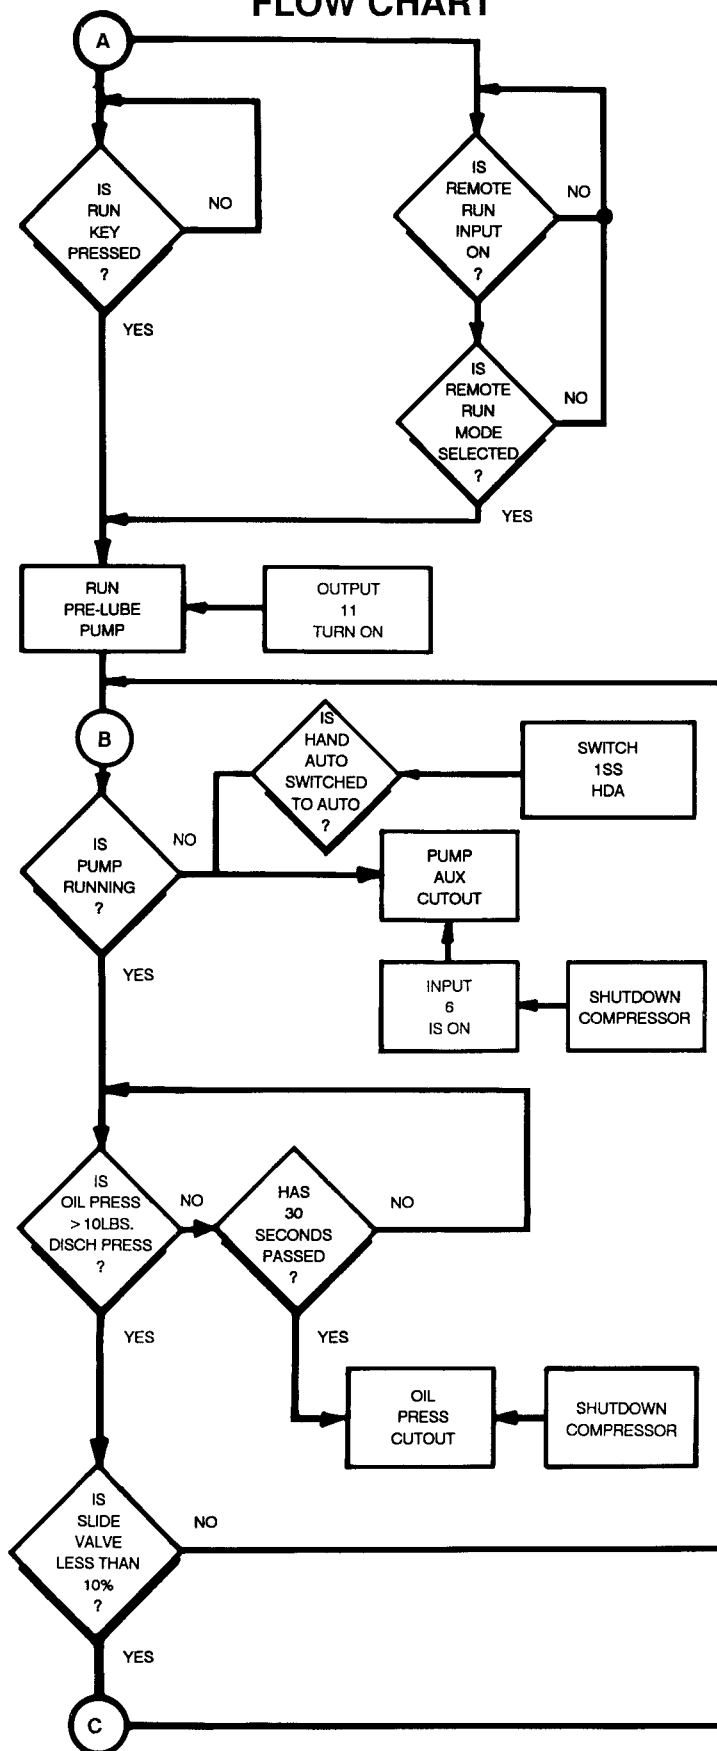 FLOW CHART
A
IS
RUN
KEY
PRESSED
?
NO
YES
IS
REMOTE
RUN
INPUT
ON
?
NO
IS
REMOTE
RUN
MODE
SELECTED
?
NO
YES
RUN
PRE-LUBE
PUMP
OUTPUT
11
TURN ON
B
IS
HAND
AUTO
SWITCHED
TO AUTO
?
SWITCH
1SS
HDA
IS
PUMP
RUNNING
?
NO
YES
PUMP
AUX
CUTOUT
INPUT
6
IS ON
SHUTDOWN
COMPRESSOR
IS
OIL PRESS
> 10LBS.
DISCH PRESS
?
NO
YES
HAS
30
SECONDS
PASSED
?
NO
YES
OIL
PRESS
CUTOUT
SHUTDOWN
COMPRESSOR
IS
SLIDE
VALVE
LESS THAN
10%
?
NO
YES
C